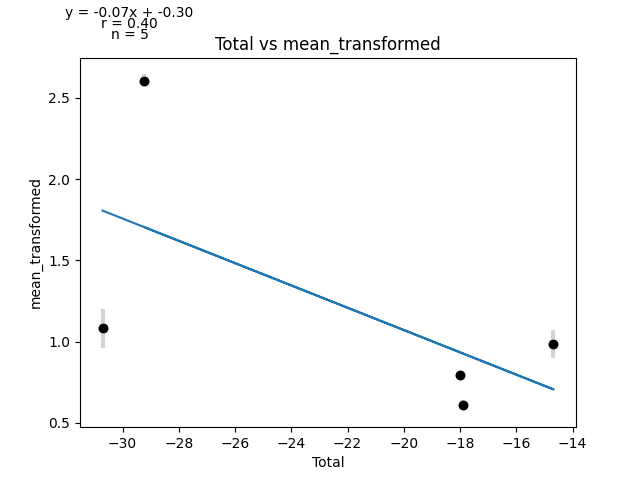 y = -0.07x + -0.30
r = 0.40
n = 5
Total vs mean_transformed
mean_transformed
2.5
2.0
1.5
1.0
0.5
−30
−28
−26
−24
−22
−20
−18
−16
−14
Total